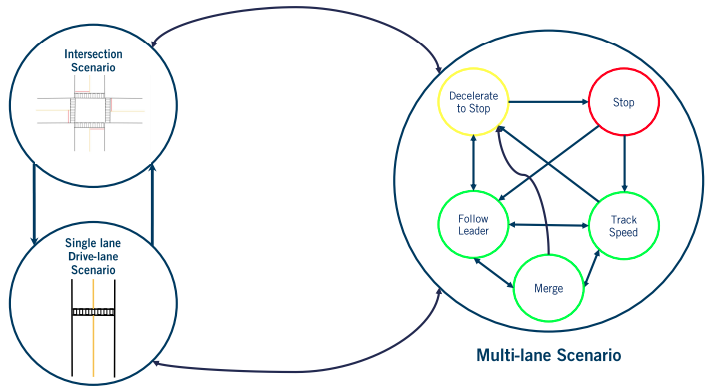 Intersection
Scenario
Single lane
Drive-lane
Scenario
Decelerate
to Stop
Stop
Follow
Leader
Track
Speed
Merge
Multi-lane Scenario